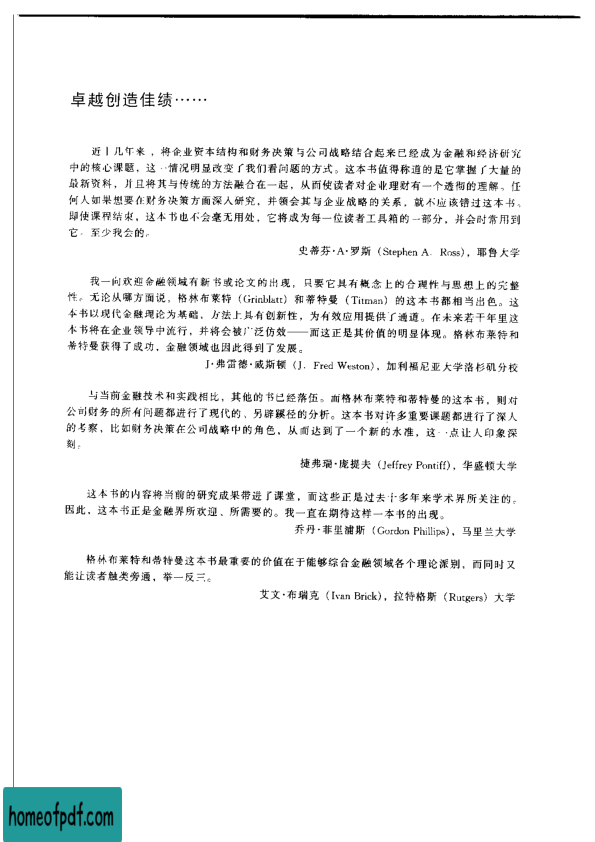 卓越创造佳绩……
近十几年来，将企业资本结构和财务决策与公司战略结合起来已经成为金融和经济研究
中的核心课题，这一情况明显改变了我们看问题的方式。这本书值得称道的是它掌握了大量的
最新资料，并且将其与传统的方法融合在一起，从而使读者对企业理财有一个透彻的理解。任
何人如果想要在财务决策方面深入研究，并领会其与企业战略的关系，就不应该错过这本书。
即使课程结束，这本书也不会毫无用处，它将成为每一位读者工具箱的一部分，并会时常用到
它。至少我会的。
史蒂芬·A·罗斯（Stephen A. Ross），耶鲁大学
我一向欢迎金融领域有新书或论文的出现，只要它具有概念上的合理性与思想上的完整
性。无论从哪方面说，格林布莱特（Grinblatt）和蒂特曼（Titman）的这本书都相当出色。这
本书以现代金融理论为基础，方法上具有创新性，为有效应用提供了通道。在未来若干年里这
本书将在企业领导中流行，并将会被广泛仿效——而这正是其价值的明显体现。格林布莱特和
蒂特曼获得了成功，金融领域也因此得到了发展。
J·弗雷德·威斯顿（J. Fred Weston），加利福尼亚大学洛杉矶分校
与当前金融技术和实践相比，其他的书已经落伍。而格林布莱特和蒂特曼的这本书，则对
公司财务的所有问题都进行了现代的、另辟蹊径的分析。这本书对许多重要课题都进行了深入
的考察，比如财务决策在公司战略中的角色，从而达到了一个新的水准，这一点让人印象深
刻。
捷弗瑞·庞提夫（Jeffrey Pontiff），华盛顿大学
这本书的内容将当前的研究成果带进了课堂，而这些正是过去十多年来学术界所关注的。
因此，这本书正是金融界所欢迎、所需要的。我一直在期待这样一本书的出现。
乔丹·菲里浦斯（Gordon Phillips），马里兰大学
格林布莱特和蒂特曼这本书最重要的价值在于能够综合金融领域各个理论派别，而同时又
能让读者触类旁通，举一反三。
艾文·布瑞克（Ivan Brick），拉特格斯（Rutgers）大学
homeofpdf.com